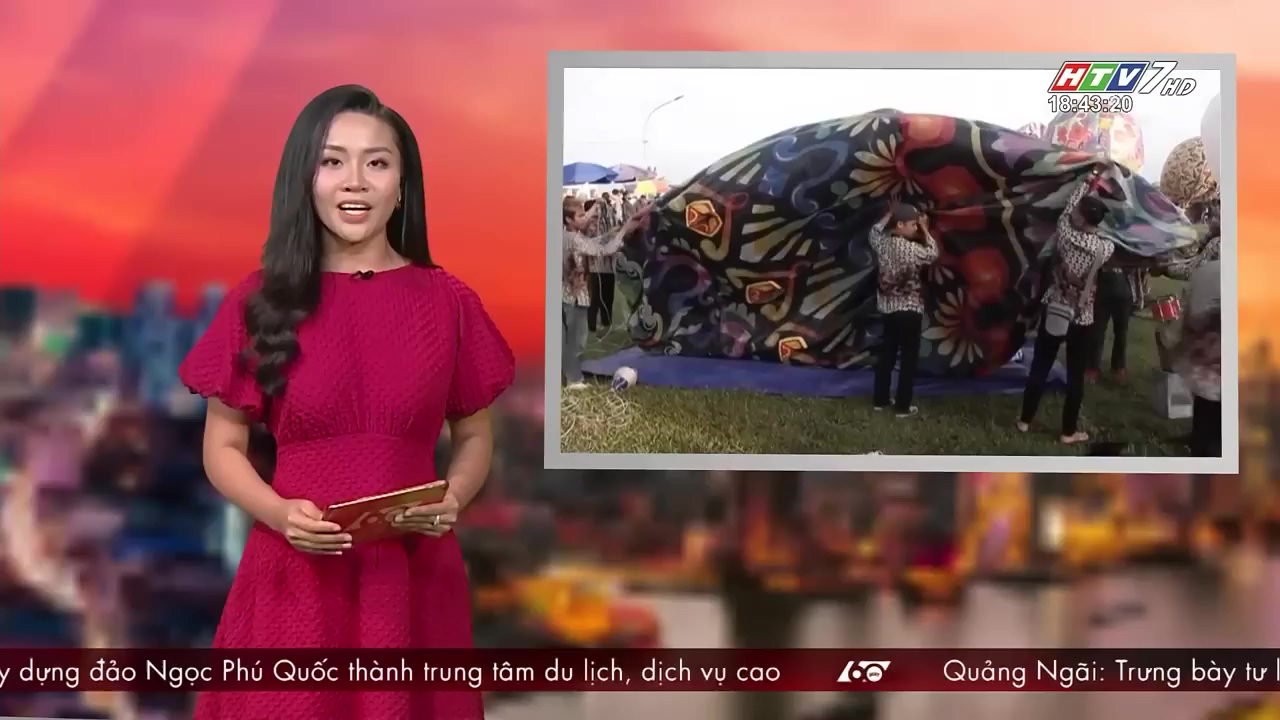 HTV7 HD
18:43:20
dựng đảo Ngọc Phú Quốc thành trung tâm du lịch, dịch vụ cao
60
Quảng Ngãi: Trưng bày tư